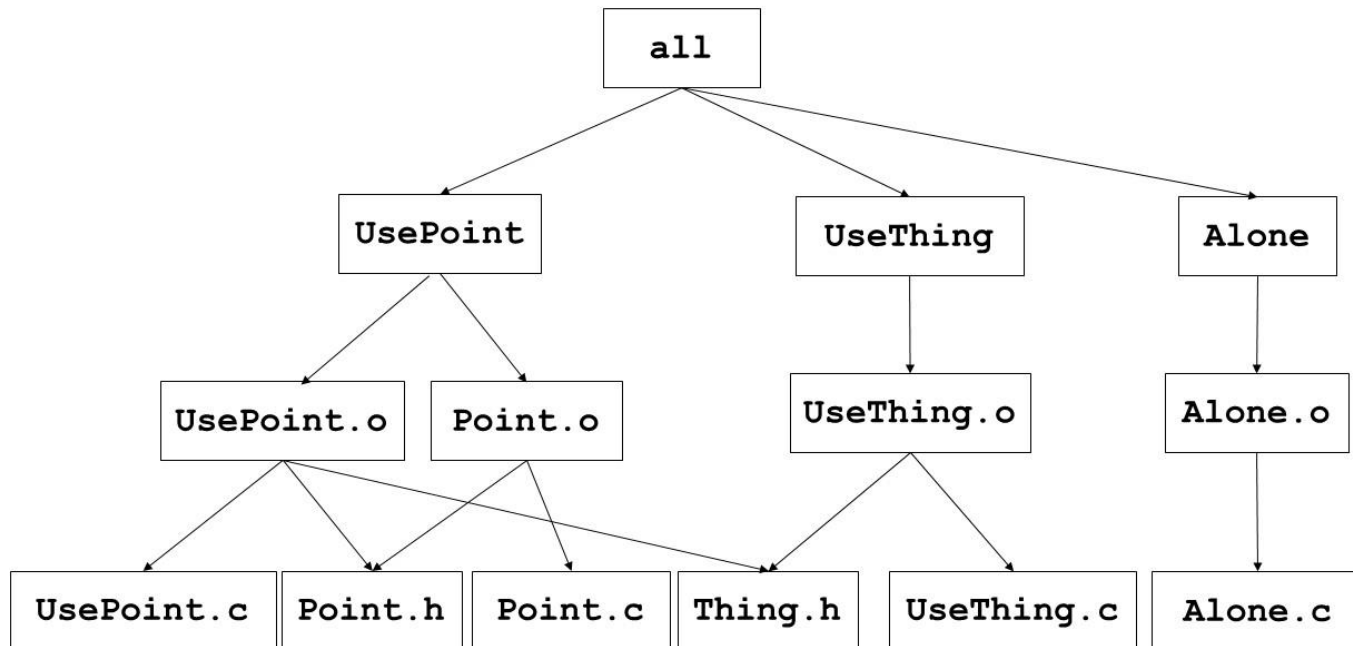 all
UsePoint
UseThing
Alone
UsePoint.o
Point.o
UseThing.o
Alone.o
UsePoint.c
Point.h
Point.c
Thing.h
UseThing.c
Alone.c